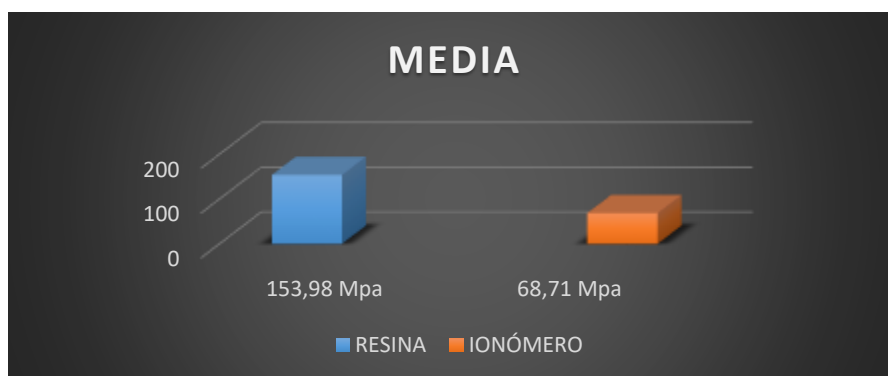 MEDIA
200
100
0
153,98 Mpa 68,71 Mpa
RESINA IONÓMERO